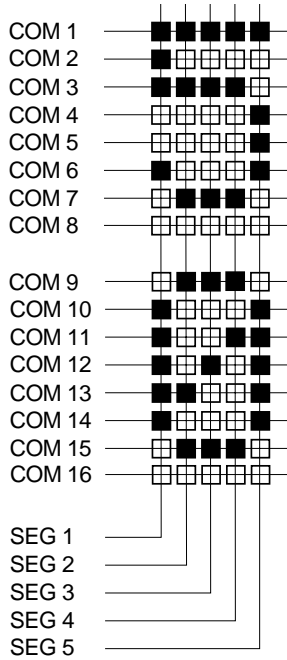 COM 1
COM 2
COM 3
COM 4
COM 5
COM 6
COM 7
COM 8
COM 9
COM 10
COM 11
COM 12
COM 13
COM 14
COM 15
COM 16
SEG 1
SEG 2
SEG 3
SEG 4
SEG 5